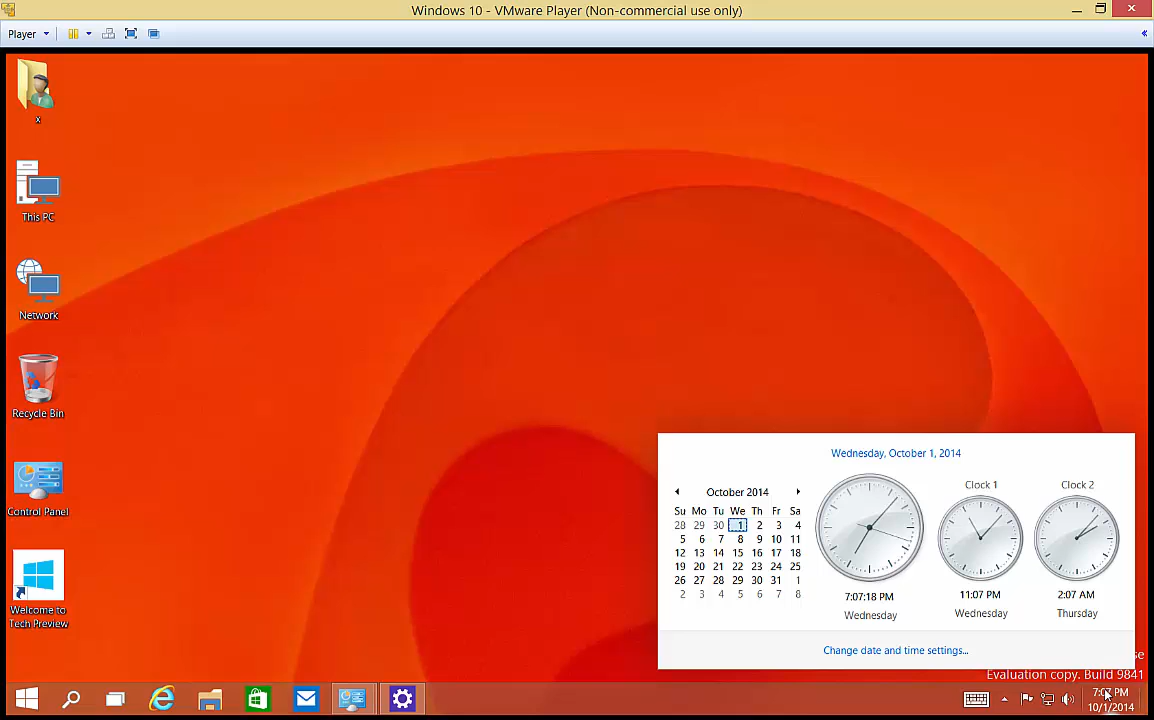 Windows 10 - VMware Player (Non-commercial use only)
Player
x
This PC
Network
Recycle Bin
Control Panel
Welcome to
Tech Preview
Wednesday, October 1, 2014
October 2014
Su Mo Tu We Th Fr Sa
28 29 30 1 2 3 4
5 6 7 8 9 10 11
12 13 14 15 16 17 18
19 20 21 22 23 24 25
26 27 28 29 30 31 1
2 3 4 5 6 7 8
7:07:18 PM
Wednesday
Clock 1
11:07 PM
Wednesday
Clock 2
2:07 AM
Thursday
Change date and time settings...
Evaluation copy. Build 9841
7:07 PM
10/1/2014